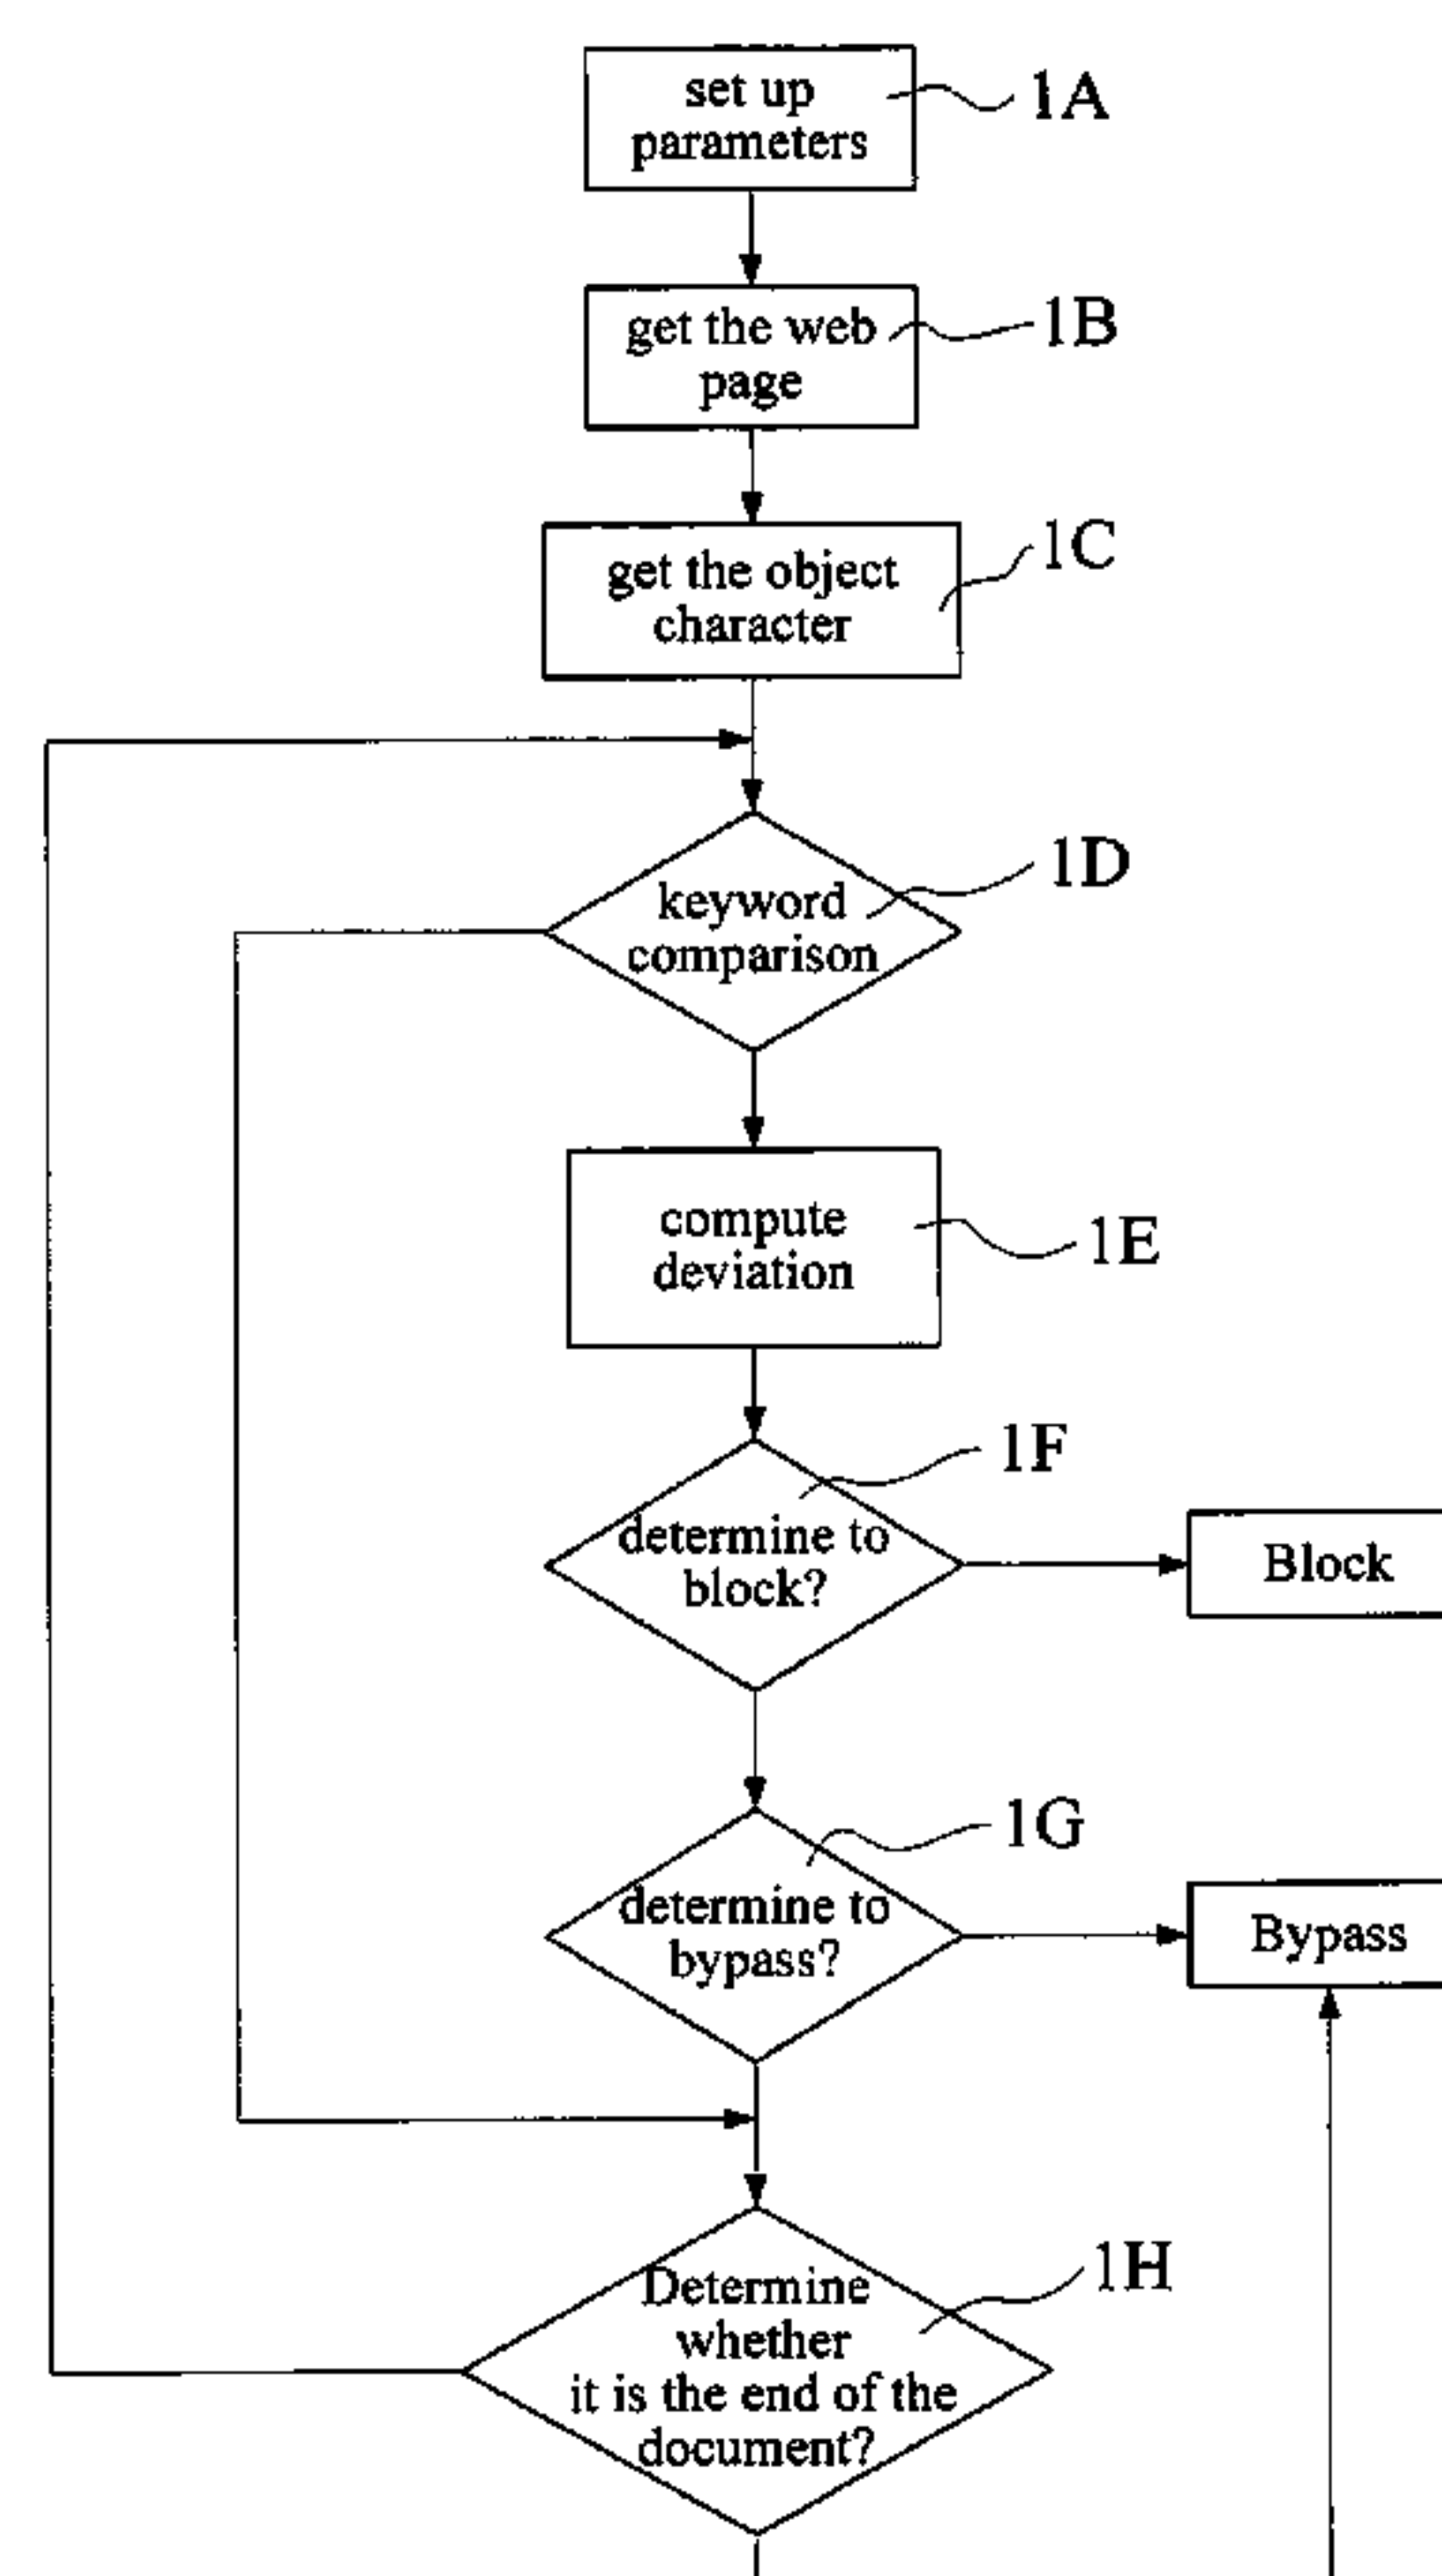 set up
parameters
1A
get the web
page
1B
get the object
character
1C
keyword
comparison
1D
compute
deviation
1E
determine to
block?
1F
Block
determine to
bypass?
1G
Bypass
Determine
whether
it is the end of the
document?
1H